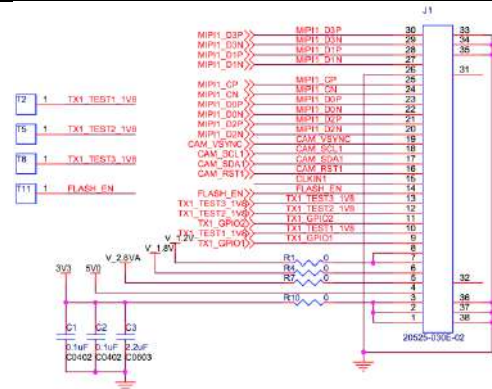 J1
MIPI1_D3P MIPI1_D3P 30 33
MIPI1_D3N MIPI1_D3N 29 34
MIPI1_D1P MIPI1_D1P 28 35
MIPI1_D1N MIPI1_D1N 27
26 31
MIPI1_CP MIPI1_CP 25
MIPI1_CN MIPI1_CN 24
MIPI1_D0P MIPI1_D0P 23
MIPI1_D0N MIPI1_D0N 22
MIPI1_D2P MIPI1_D2P 21
MIPI1_D2N MIPI1_D2N 20
CAM_VSYNC CAM_VSYNC 19
CAM_SCL1 CAM_SCL1 18
CAM_SDA1 CAM_SDA1 17
CAM_RST1 CAM_RST1 16
CLKIN1 15
FLASH_EN FLASH_EN 14
TX1_TEST3_1V8 TX1_TEST3_1V8 13
TX1_TEST2_1V8 TX1_TEST2_1V8 12
TX1_GPIO2 TX1_GPIO2 11
TX1_TEST1_1V8 TX1_TEST1_1V8 10
TX1_GPIO1 TX1_GPIO1 9
8
7
6
5 32
4
3 36
2 37
1 38
20525-030E-02
T2 1 TX1_TEST1_1V8
T5 1 TX1_TEST2_1V8
T8 1 TX1_TEST3_1V8
T11 1 FLASH_EN
V_1.2V
V_1.8V
V_2.8VA
3V3 5V0
R1 0
R4 0
R7 0
R10 0
C1 C2 C3
0.1uF 0.1uF 2.2uF
C0402 C0402 C0603